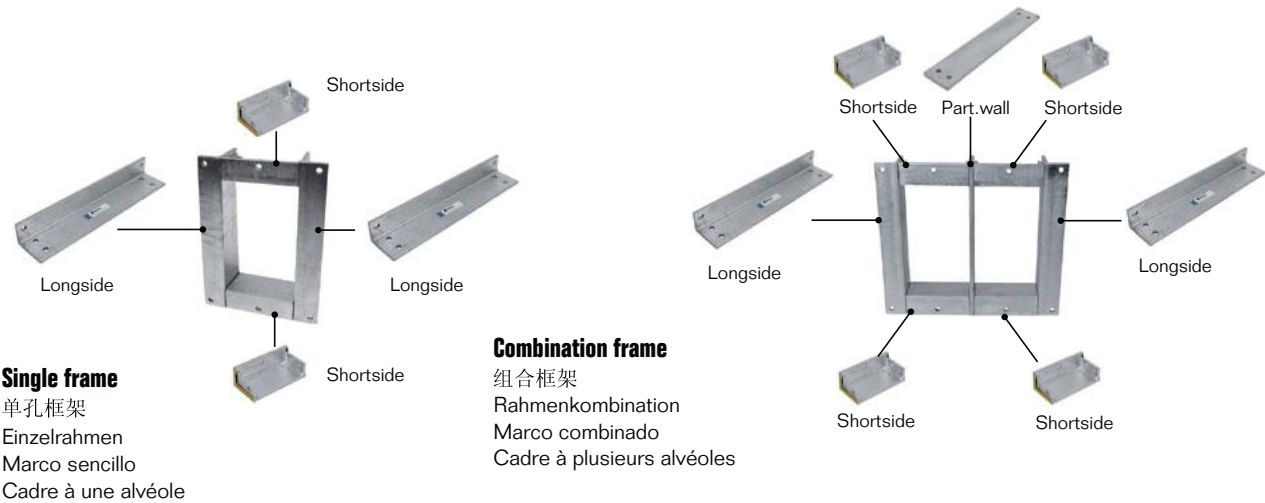 Shortside
Longside
Longside
Shortside
Single frame
单孔框架
Einzelrahmen
Marco sencillo
Cadre à une alvéole
Shortside
Part.wall
Shortside
Longside
Longside
Shortside
Shortside
Combination frame
组合框架
Rahmenkombination
Marco combinado
Cadre à plusieurs alvéoles